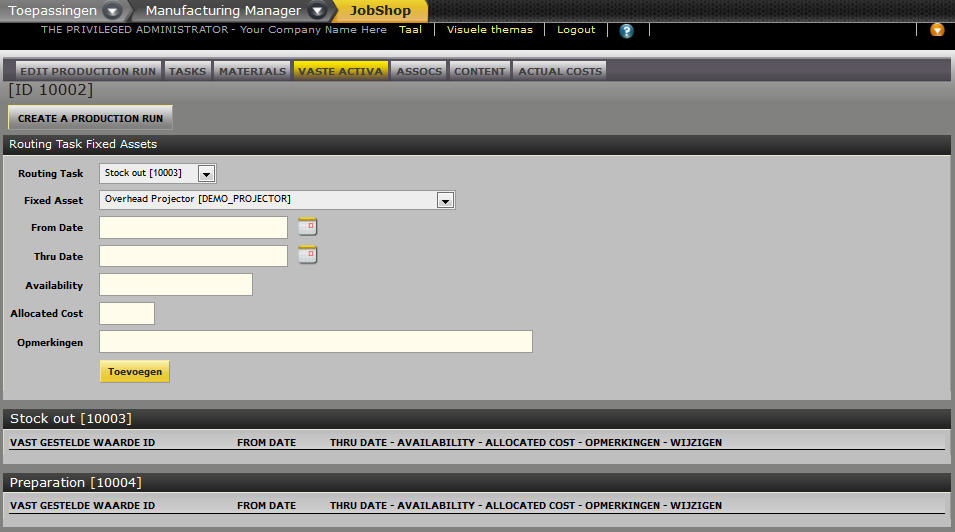 Toepassingen Manufacturing Manager JobShop
THE PRIVILEGED ADMINISTRATOR - Your Company Name Here Taal Visuele themas Logout ?
EDIT PRODUCTION RUN TASKS MATERIALS VASTE ACTIVA ASSOCS CONTENT ACTUAL COSTS
[ID 10002]
CREATE A PRODUCTION RUN
Routing Task Fixed Assets
Routing Task Stock out [10003]
Fixed Asset Overhead Projector [DEMO_PROJECTOR]
From Date
Thru Date
Availability
Allocated Cost
Opmerkingen
Toevoegen
Stock out [10003]
VAST GESTELDE WAARDE ID FROM DATE THRU DATE - AVAILABILITY - ALLOCATED COST - OPMERKINGEN - WIJZIGEN
Preparation [10004]
VAST GESTELDE WAARDE ID FROM DATE THRU DATE - AVAILABILITY - ALLOCATED COST - OPMERKINGEN - WIJZIGEN